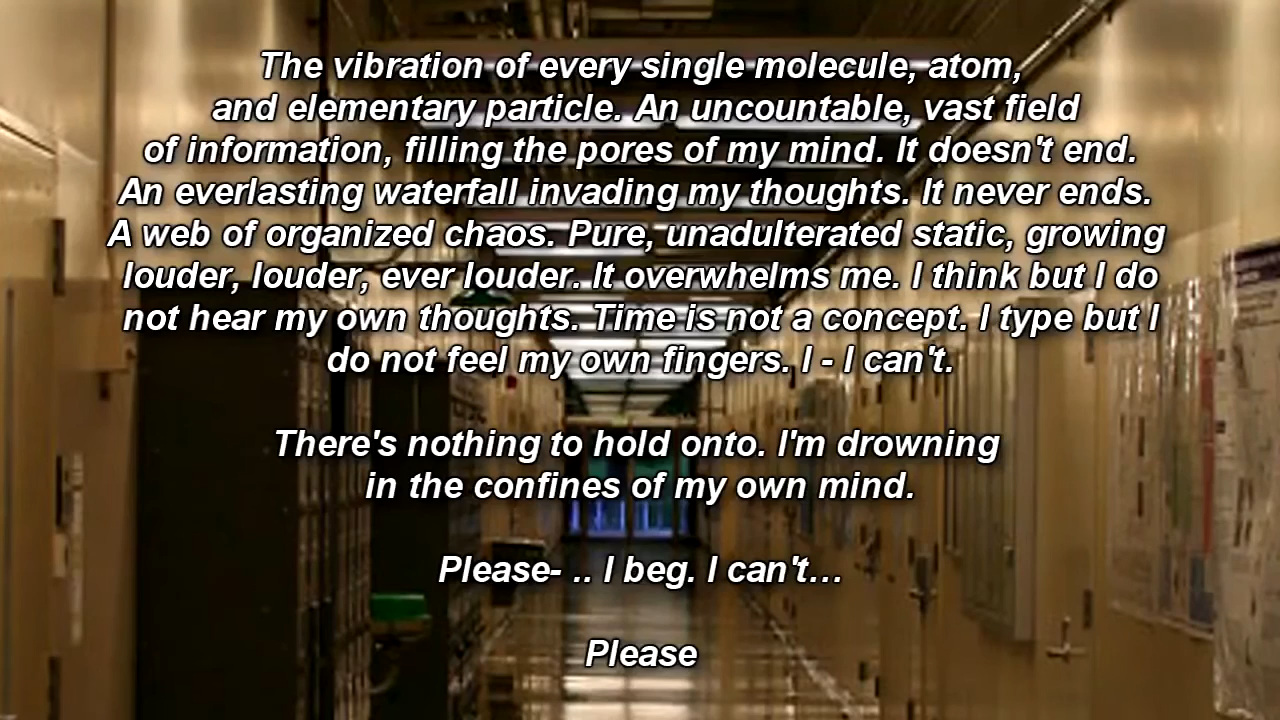 The vibration of every single molecule, atom,
and elementary particle. An uncountable, vast field
of information, filling the pores of my mind. It doesn't end.
An everlasting waterfall invading my thoughts. It never ends.
A web of organized chaos. Pure, unadulterated static, growing
louder, louder, ever louder. It overwhelms me. I think but I do
not hear my own thoughts. Time is not a concept. I type but I
do not feel my own fingers. I - I can't.
There's nothing to hold onto. I'm drowning
in the confines of my own mind.
Please- .. I beg. I can't…
Please